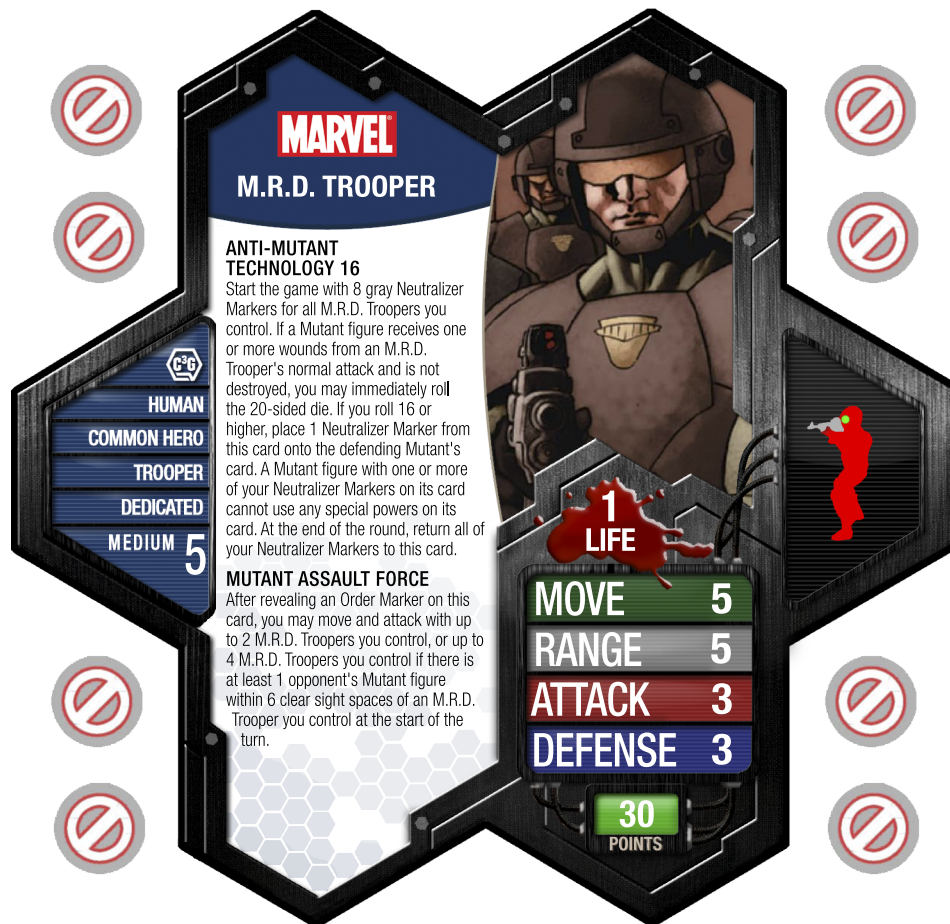 MARVEL
M.R.D. TROOPER
ANTI-MUTANT
TECHNOLOGY 16
Start the game with 8 gray Neutralizer
Markers for all M.R.D. Troopers you
control. If a Mutant figure receives one
or more wounds from an M.R.D.
Trooper's normal attack and is not
destroyed, you may immediately roll
the 20-sided die. If you roll 16 or
higher, place 1 Neutralizer Marker from
this card onto the defending Mutant's
card. A Mutant figure with one or more
of your Neutralizer Markers on its card
cannot use any special powers on its
card. At the end of the round, return all of
your Neutralizer Markers to this card.
MUTANT ASSAULT FORCE
After revealing an Order Marker on this
card, you may move and attack with up
to 2 M.R.D. Troopers you control, or up to
4 M.R.D. Troopers you control if there is
at least 1 opponent's Mutant figure
within 6 clear sight spaces of an M.R.D.
Trooper you control at the start of the
turn.
C³G
HUMAN
COMMON HERO
TROOPER
DEDICATED
MEDIUM 5
1
LIFE
MOVE 5
RANGE 5
ATTACK 3
DEFENSE 3
30
POINTS